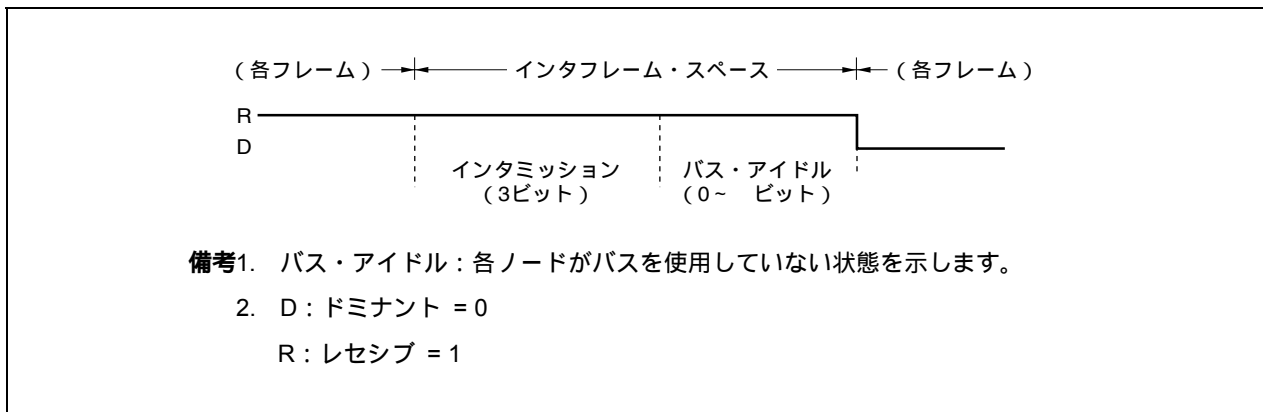 （各フレーム） インタフレーム・スペース （各フレーム）
R
D
インタミッション バス・アイドル
（3ビット） （0～ ビット）
備考1. バス・アイドル：各ノードがバスを使用していない状態を示します。
2. D：ドミナント = 0
R：レセシブ = 1